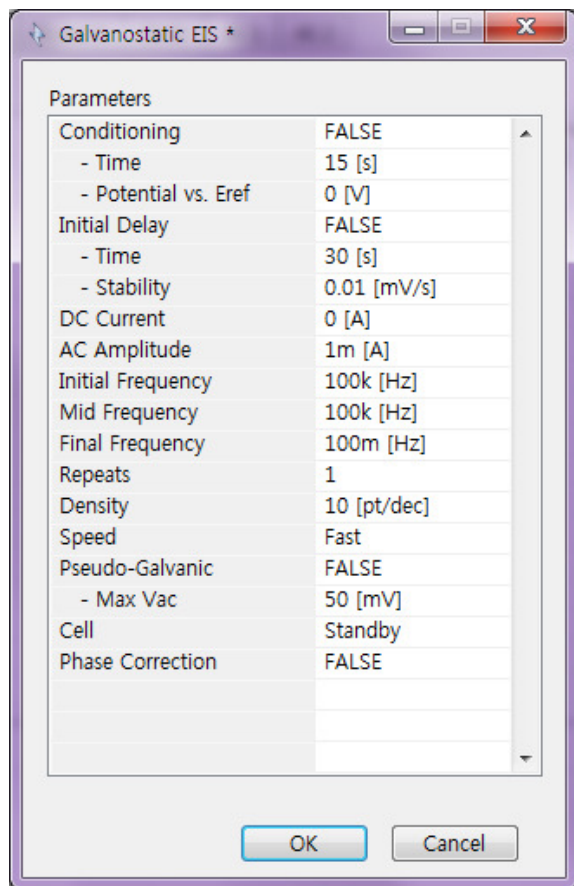 Galvanostatic EIS *
Parameters
Conditioning FALSE
- Time 15 [s]
- Potential vs. Eref 0 [V]
Initial Delay FALSE
- Time 30 [s]
- Stability 0.01 [mV/s]
DC Current 0 [A]
AC Amplitude 1m [A]
Initial Frequency 100k [Hz]
Mid Frequency 100k [Hz]
Final Frequency 100m [Hz]
Repeats 1
Density 10 [pt/dec]
Speed Fast
Pseudo-Galvanic FALSE
- Max Vac 50 [mV]
Cell Standby
Phase Correction FALSE
OK Cancel